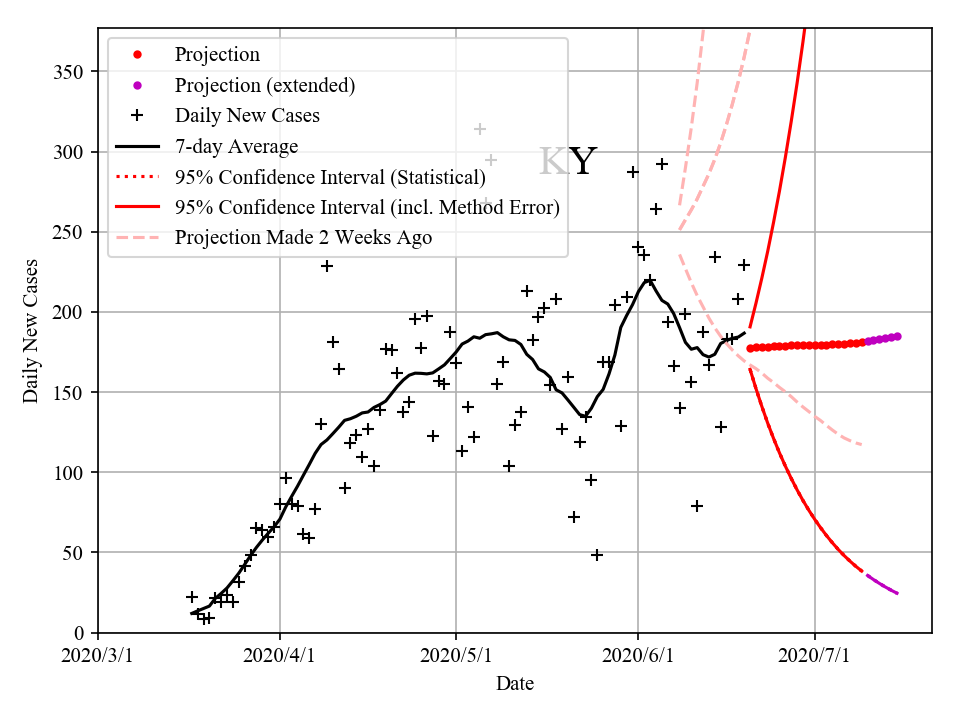 Projection
Projection (extended)
Daily New Cases
7-day Average
95% Confidence Interval (Statistical)
95% Confidence Interval (incl. Method Error)
Projection Made 2 Weeks Ago
KY
350
300
250
200
150
100
50
0
Daily New Cases
2020/3/1 2020/4/1 2020/5/1 2020/6/1 2020/7/1
Date